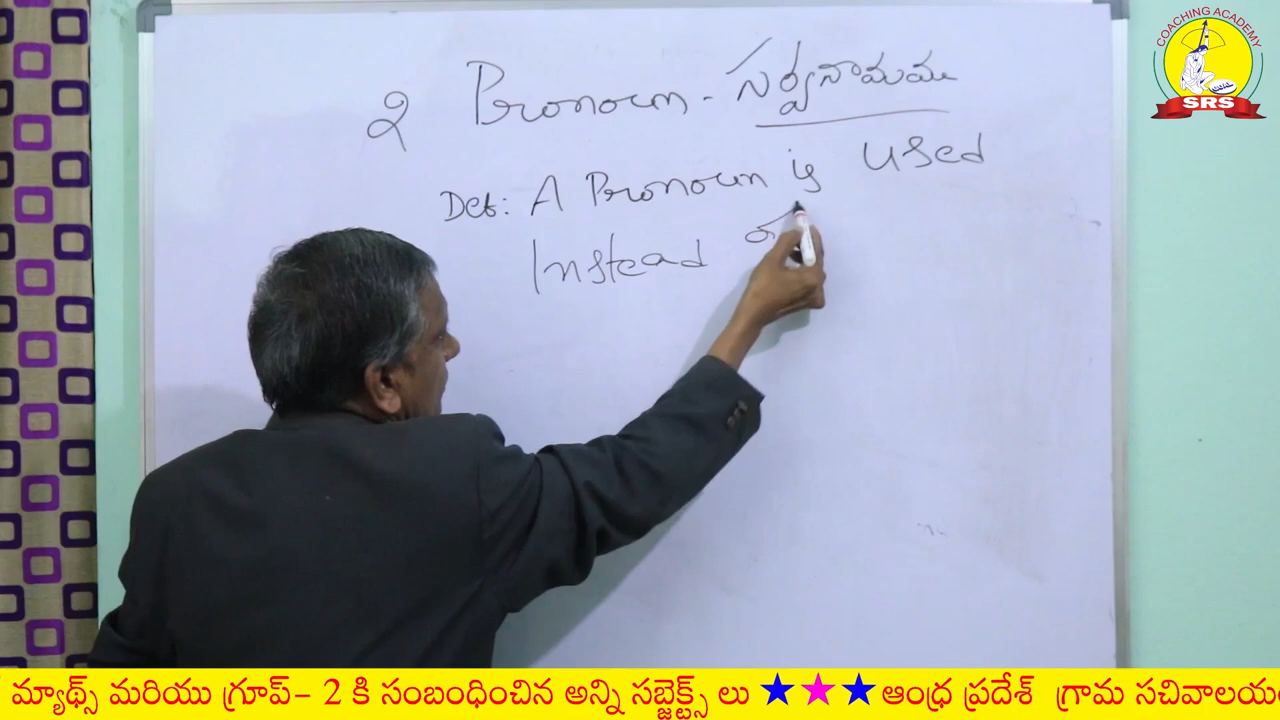 2 Pronoun - సర్వనామము
Def: A Pronoun is used
Instead o
COACHING ACADEMY
SRS
మ్యాథ్స్ మరియు గ్రూప్- 2 కి సంబంధించిన అన్ని సబ్జెక్ట్స్ లు ★★★ ఆంధ్ర ప్రదేశ్ గ్రామ సచివాలయ